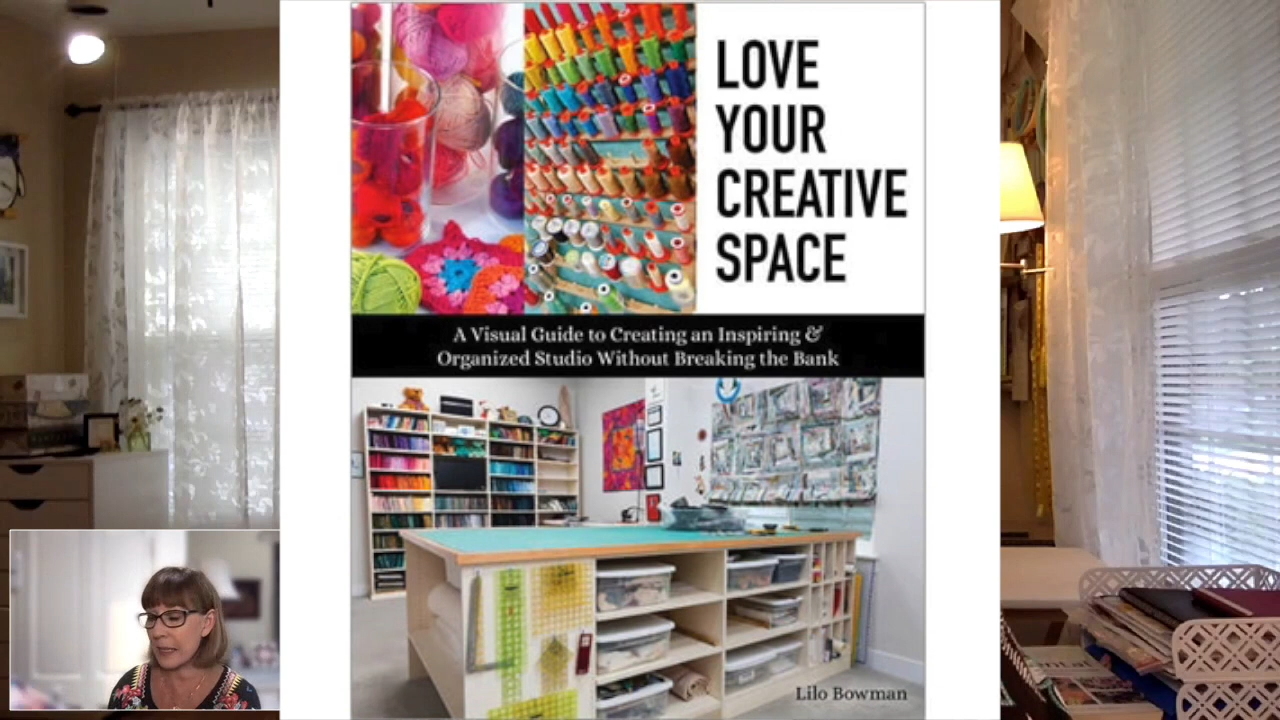 LOVE
YOUR
CREATIVE
SPACE
A Visual Guide to Creating an Inspiring &
Organized Studio Without Breaking the Bank
Lilo Bowman